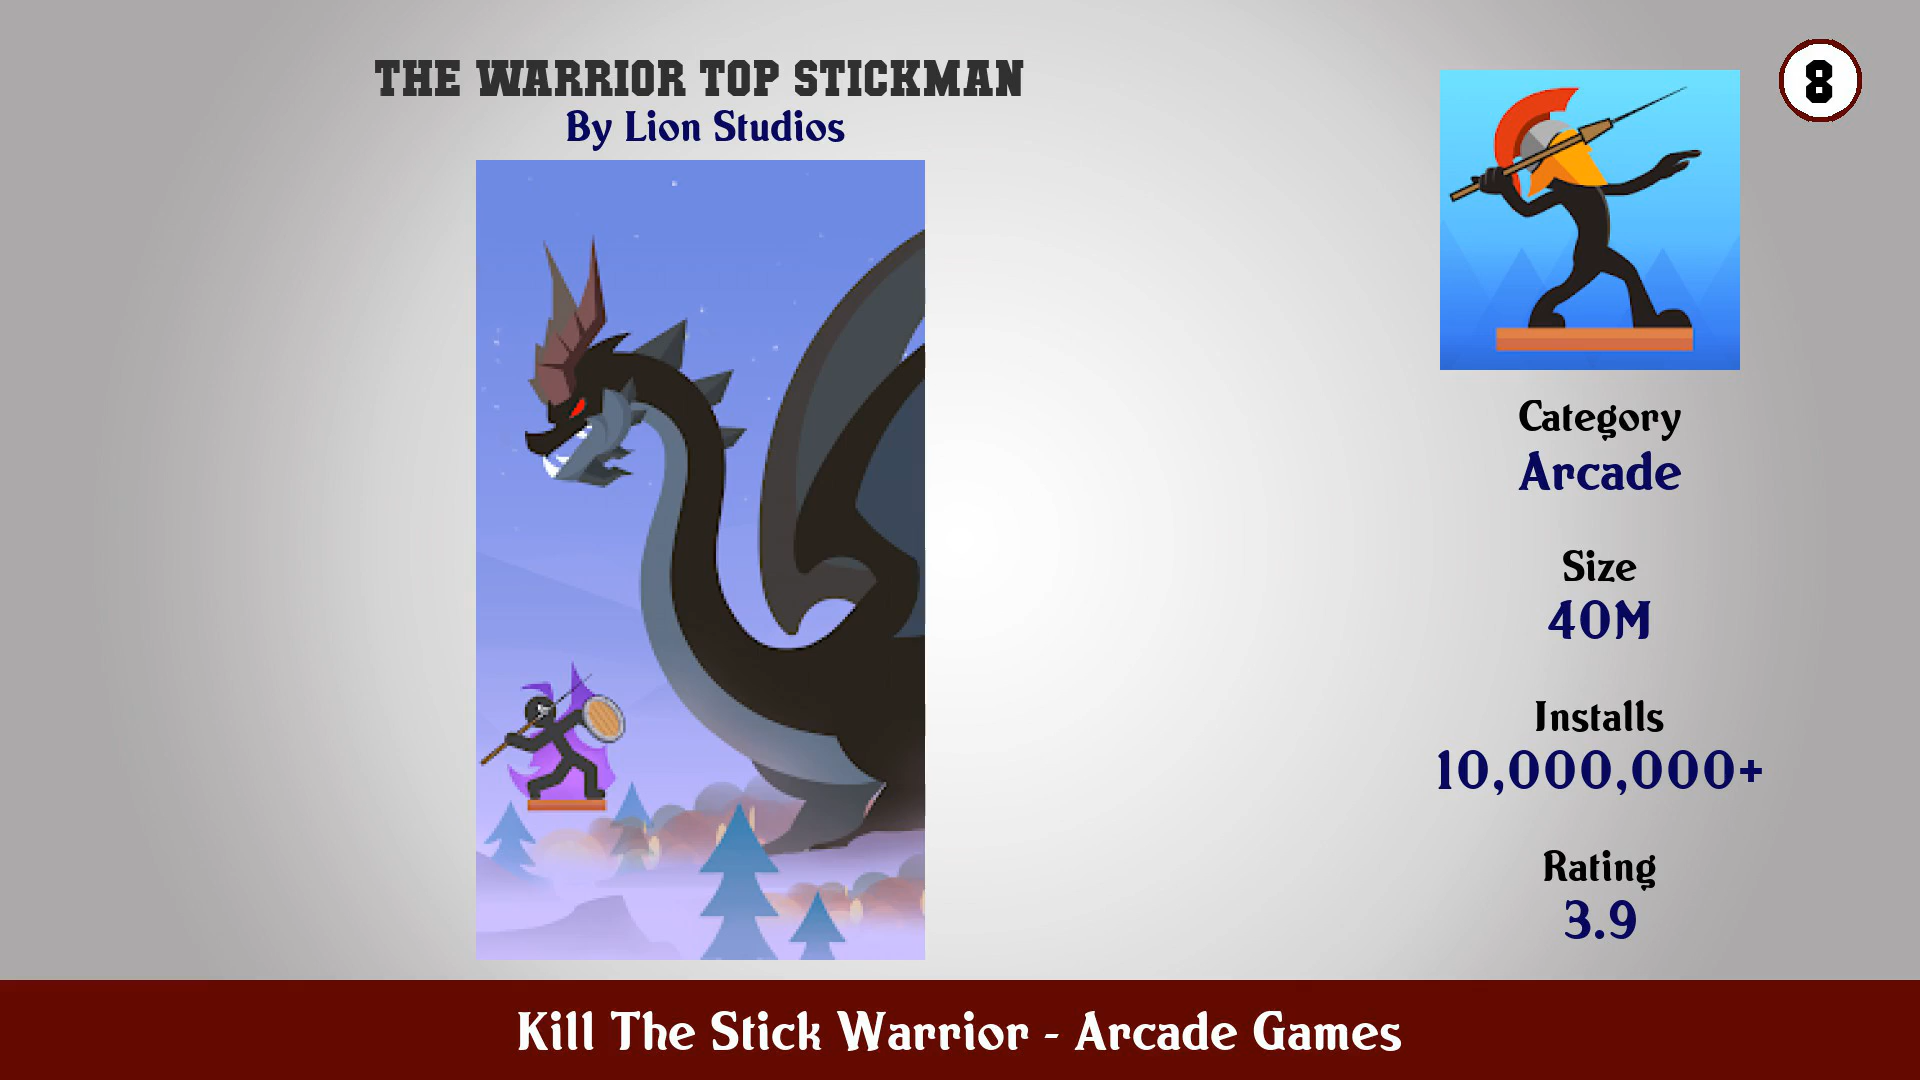 THE WARRIOR TOP STICKMAN
By Lion Studios
8
Category
Arcade
Size
40M
Installs
10,000,000+
Rating
3.9
Kill The Stick Warrior - Arcade Games